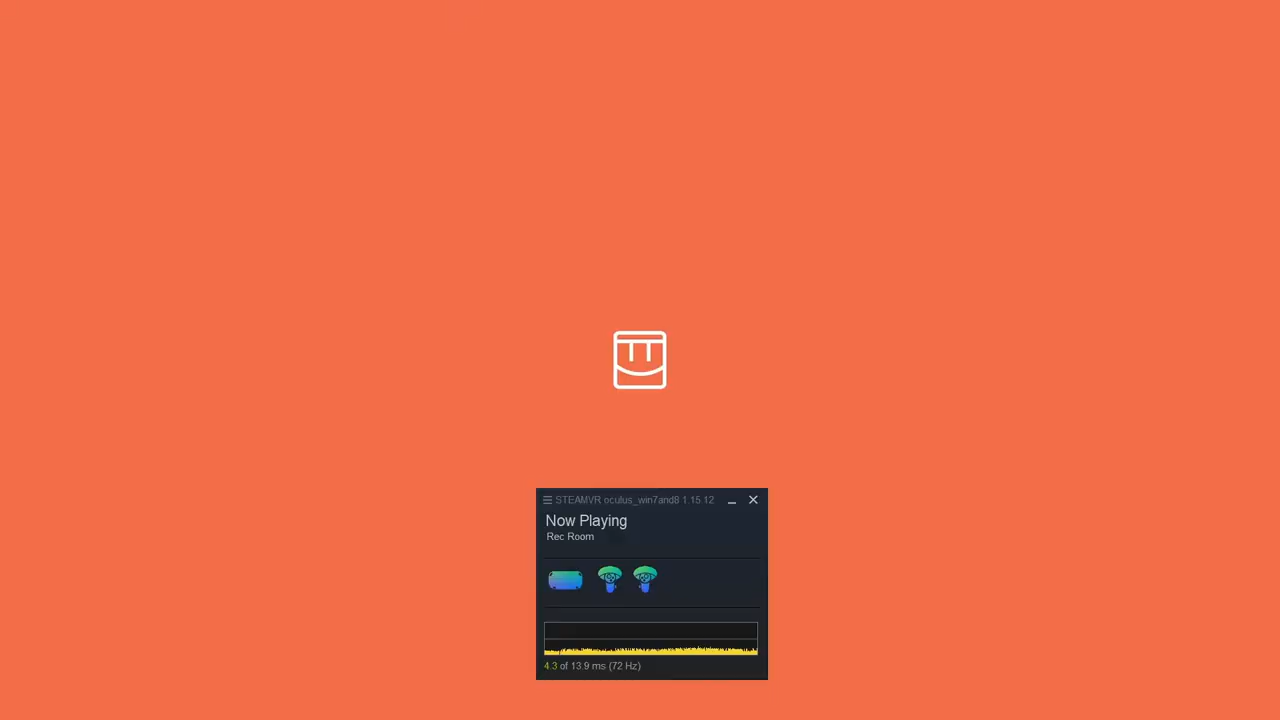 STEAMVR oculus_win7and8 1.15.12
Now Playing
Rec Room
4.3 of 13.9 ms (72 Hz)